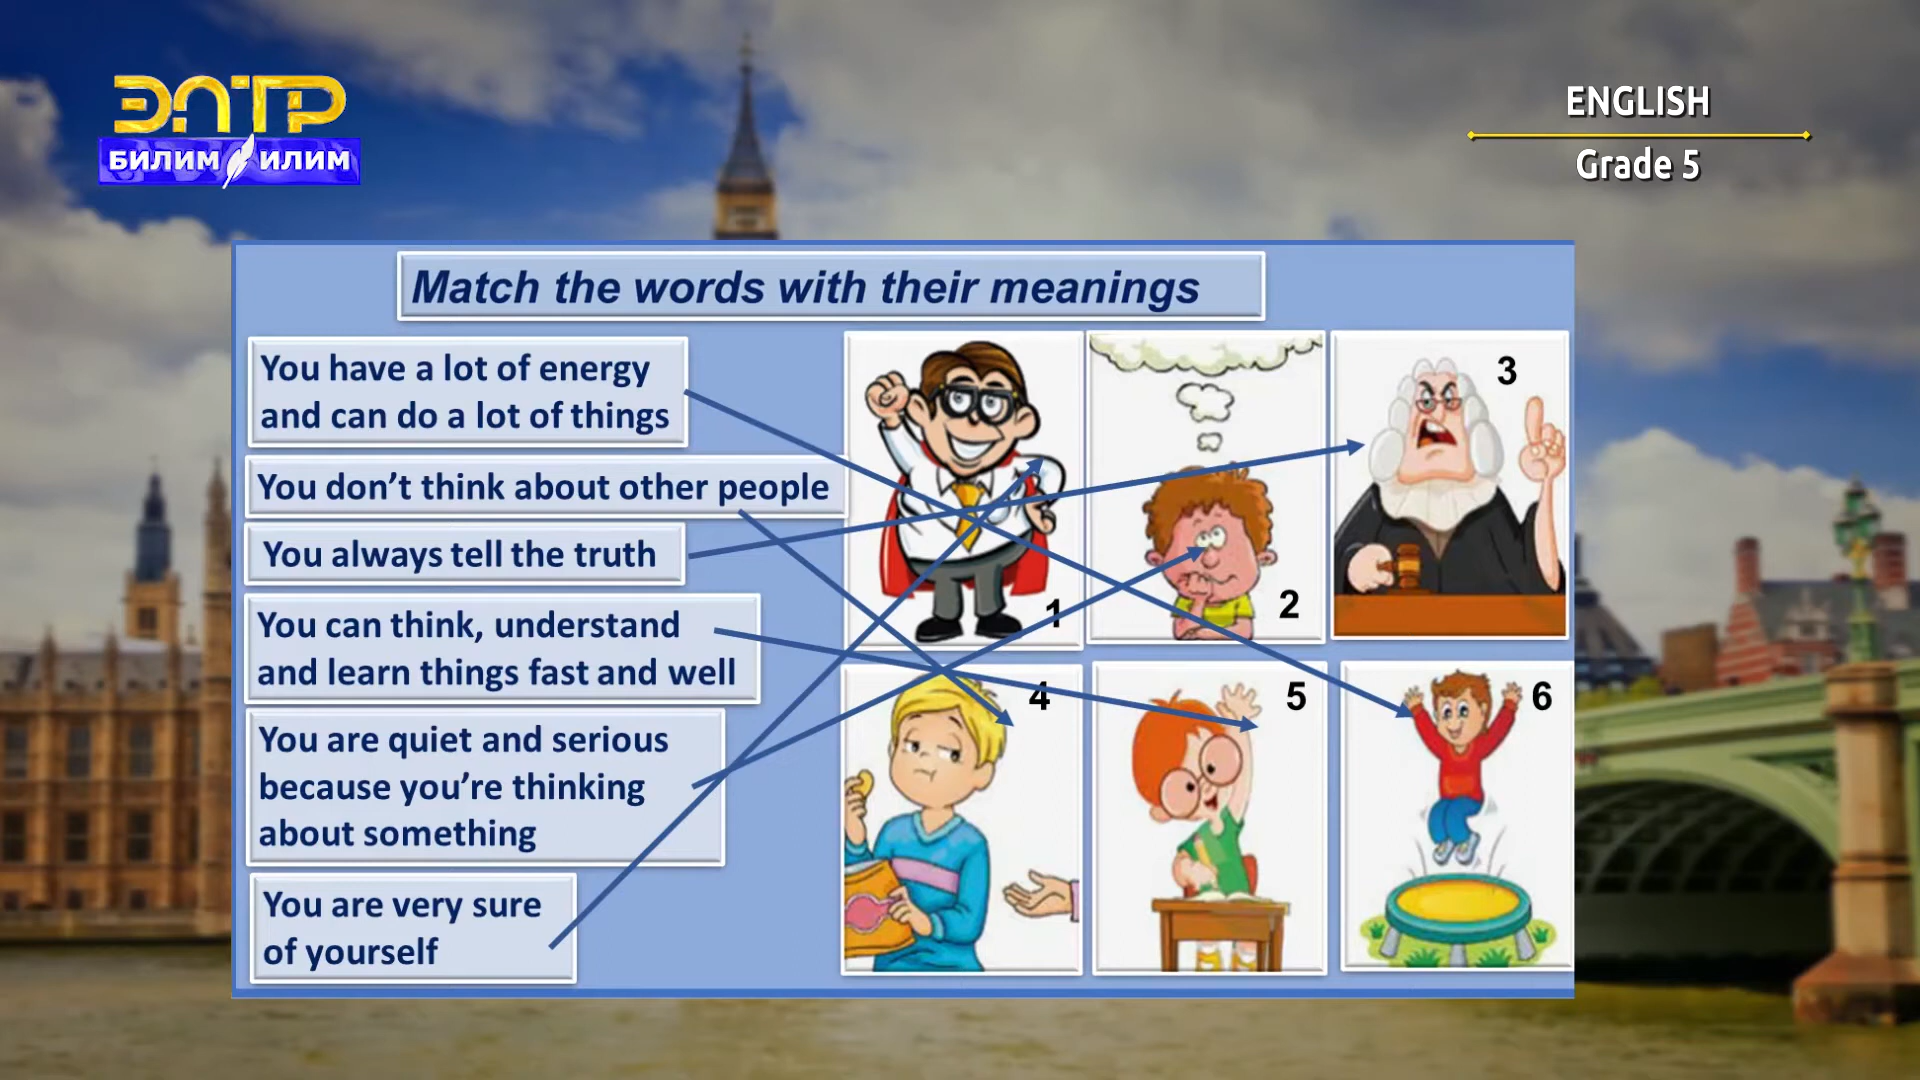 ЭЛТР
БИЛИМ ИЛИМ
ENGLISH
Grade 5
Match the words with their meanings
You have a lot of energy
and can do a lot of things
You don’t think about other people
You always tell the truth
You can think, understand
and learn things fast and well
You are quiet and serious
because you’re thinking
about something
You are very sure
of yourself
1
2
3
4
5
6